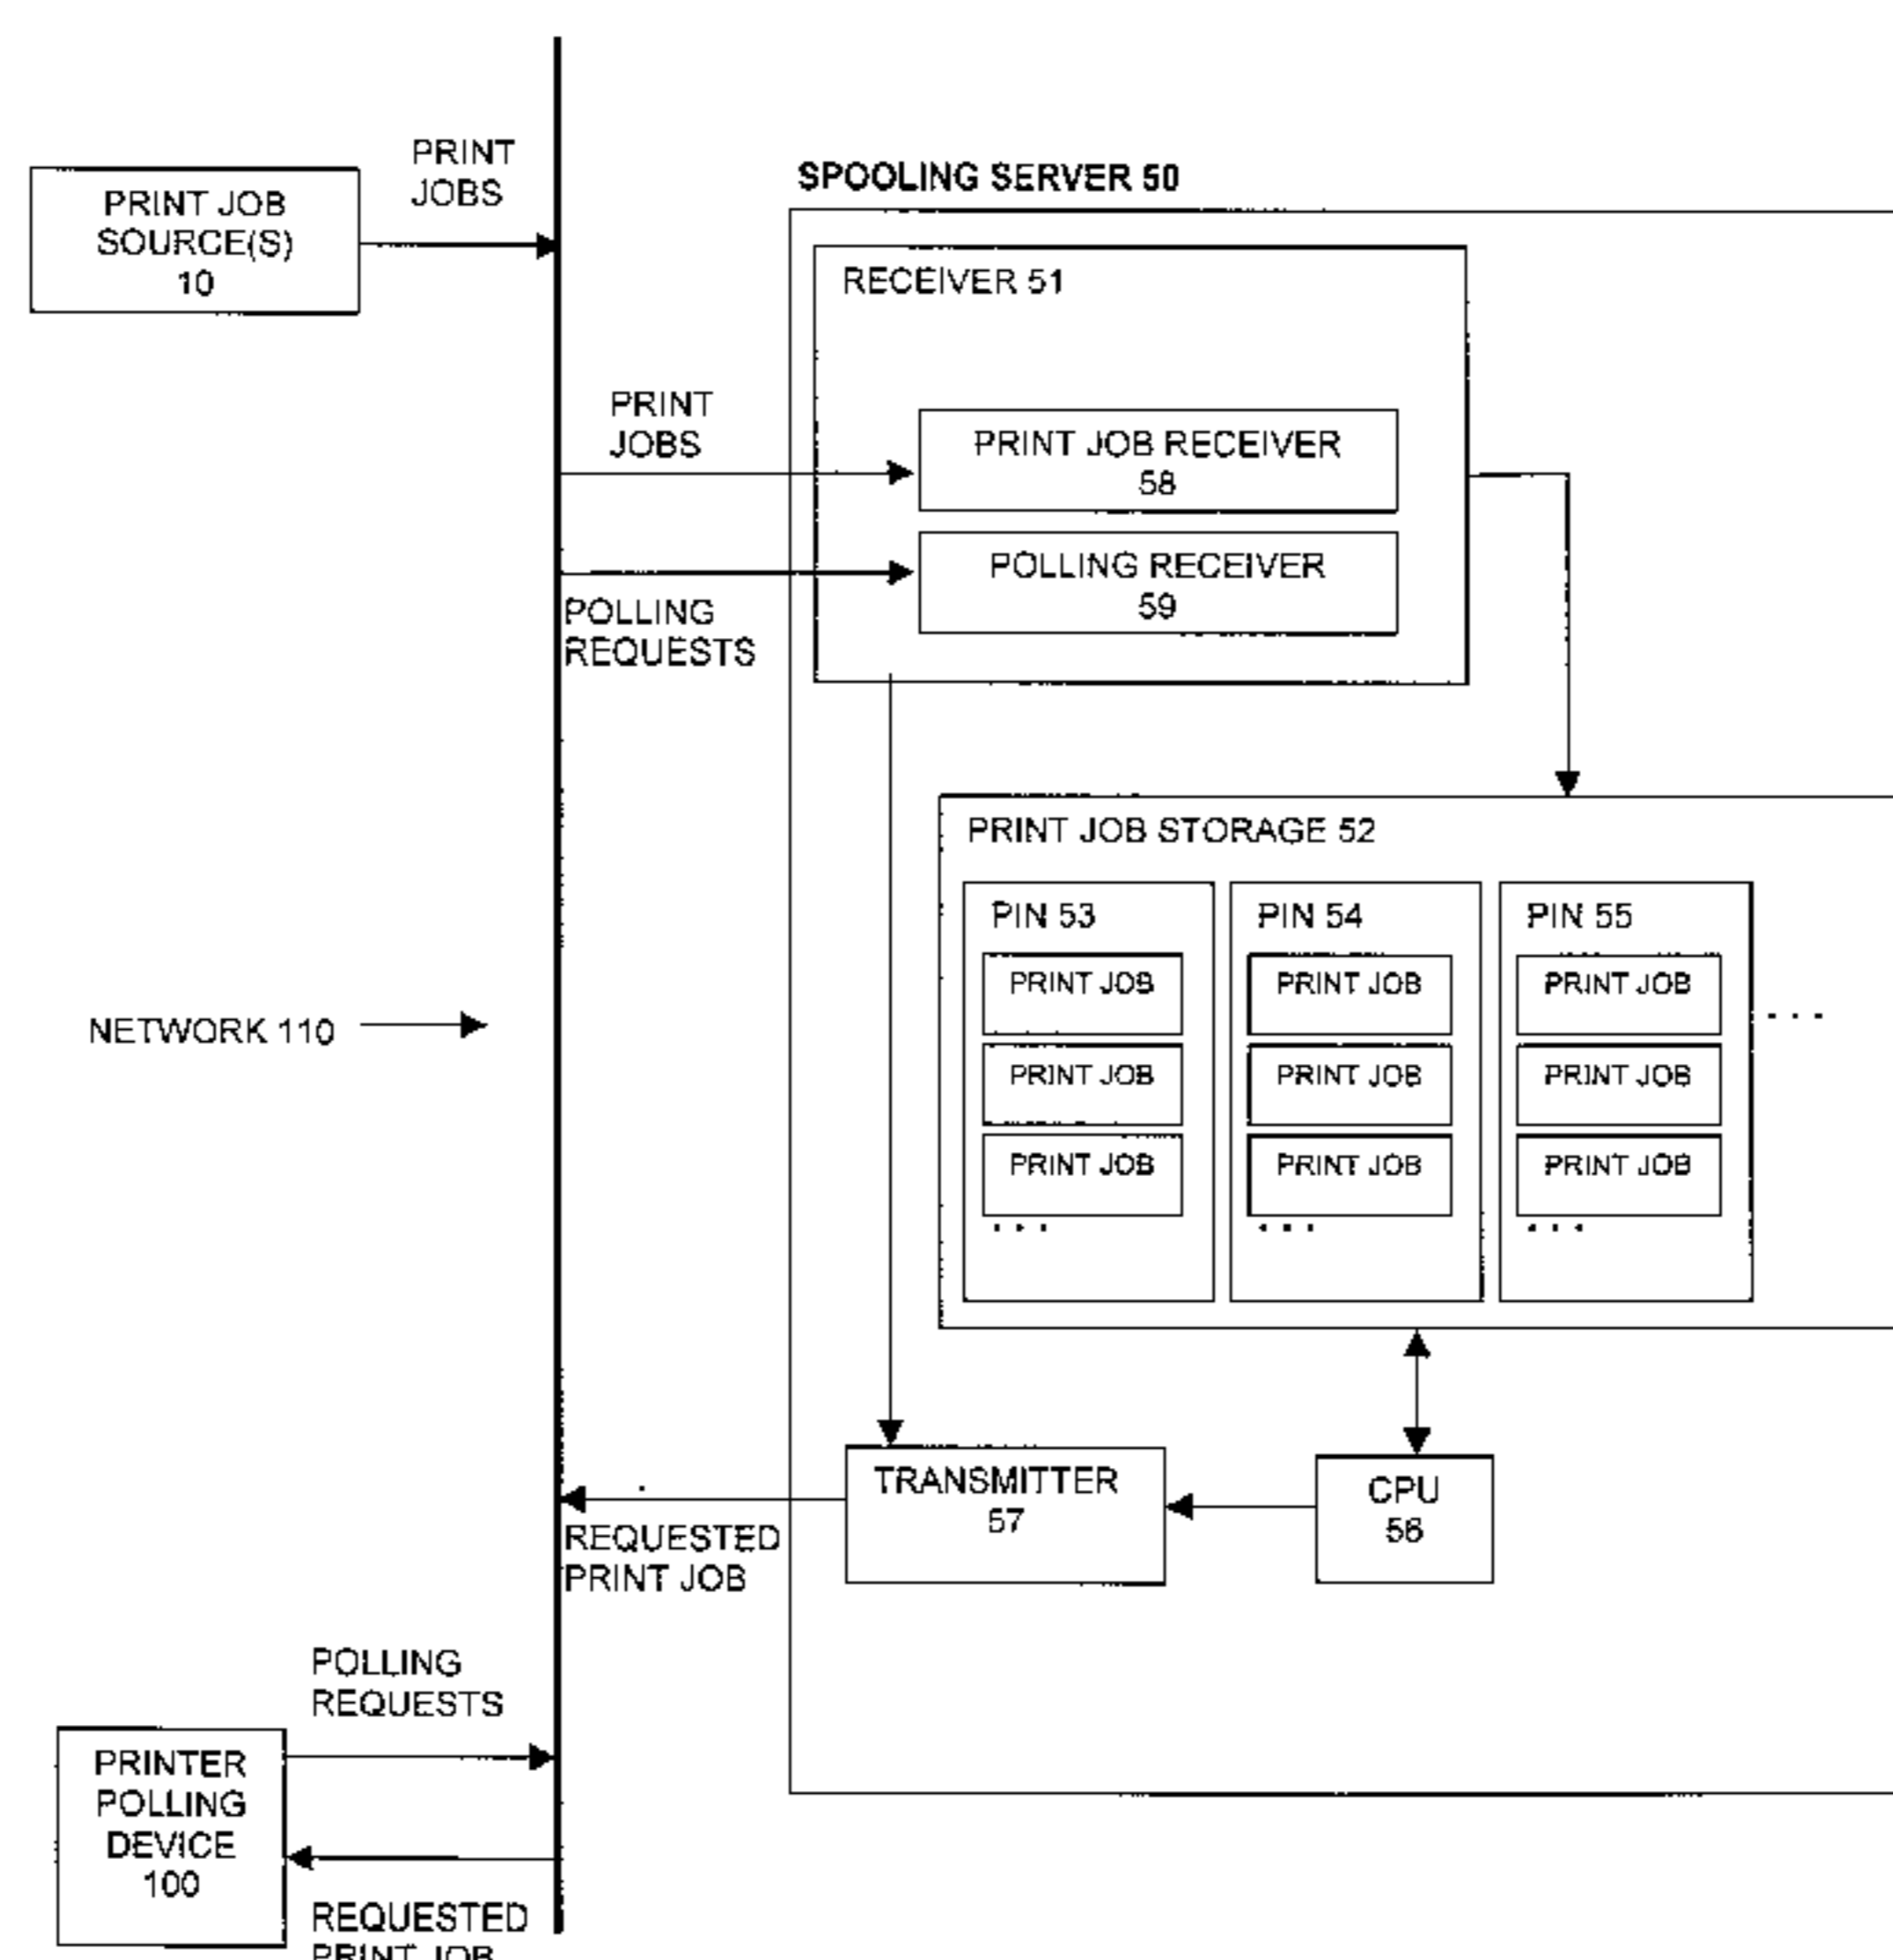 PRINT
JOBS
PRINT JOB
SOURCE(S)
10
SPOOLING SERVER 50
RECEIVER 51
PRINT
JOBS
PRINT JOB RECEIVER
58
POLLING RECEIVER
59
POLLING
REQUESTS
PRINT JOB STORAGE 52
PIN 53
PRINT JOB
PRINT JOB
PRINT JOB
. . .
PIN 54
PRINT JOB
PRINT JOB
PRINT JOB
. . .
PIN 55
PRINT JOB
PRINT JOB
PRINT JOB
. . .
. . .
NETWORK 110
TRANSMITTER
57
CPU
56
REQUESTED
PRINT JOB
POLLING
REQUESTS
PRINTER
POLLING
DEVICE
100
REQUESTED
PRINT JOB